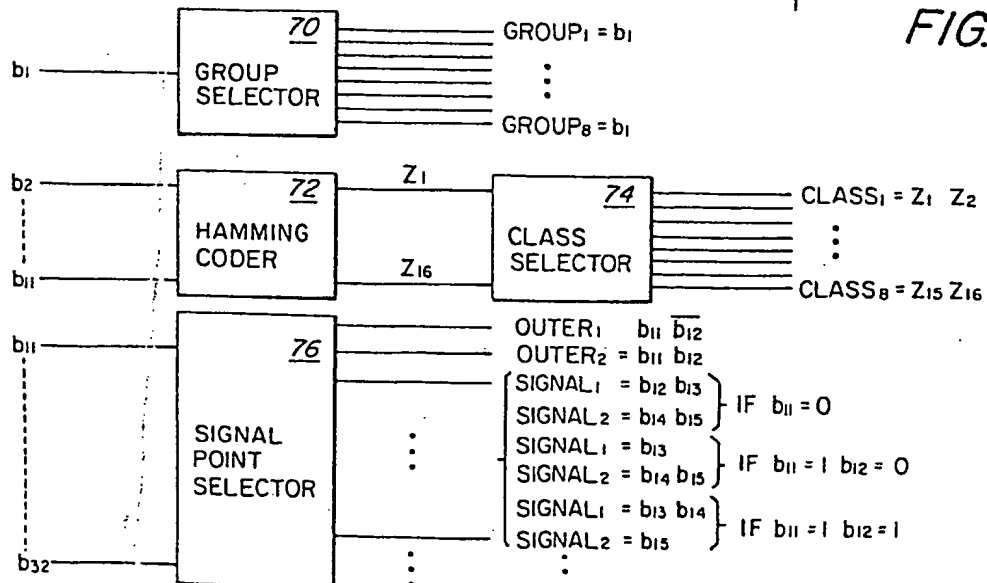 FIG.
70
GROUP₁ = b₁
b₁
GROUP
SELECTOR
GROUP₈ = b₁
b₂
72
Z₁
74
CLASS₁ = Z₁ Z₂
HAMMING
CODER
CLASS
SELECTOR
b₁₁
Z₁₆
CLASS₈ = Z₁₅ Z₁₆
b₁₁
76
OUTER₁ b₁₁ b̅₁̅₂̅
OUTER₂ = b₁₁ b₁₂
SIGNAL₁ = b₁₂ b₁₃
SIGNAL₂ = b₁₄ b₁₅
IF b₁₁ = 0
SIGNAL
POINT
SELECTOR
SIGNAL₁ = b₁₃
SIGNAL₂ = b₁₄ b₁₅
IF b₁₁ = 1 b₁₂ = 0
SIGNAL₁ = b₁₃ b₁₄
SIGNAL₂ = b₁₅
IF b₁₁ = 1 b₁₂ = 1
b₃₂